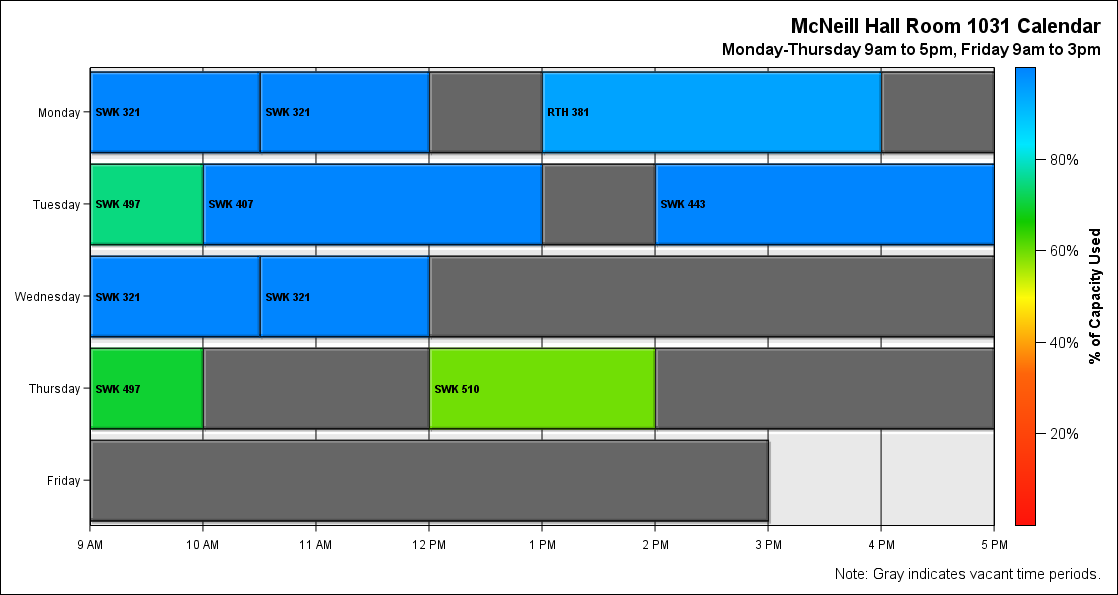 McNeill Hall Room 1031 Calendar
Monday-Thursday 9am to 5pm, Friday 9am to 3pm
Monday
SWK 321
SWK 321
RTH 381
Tuesday
SWK 497
SWK 407
SWK 443
Wednesday
SWK 321
SWK 321
Thursday
SWK 497
SWK 510
Friday
9 AM
10 AM
11 AM
12 PM
1 PM
2 PM
3 PM
4 PM
5 PM
80%
60%
40%
20%
% of Capacity Used
Note: Gray indicates vacant time periods.